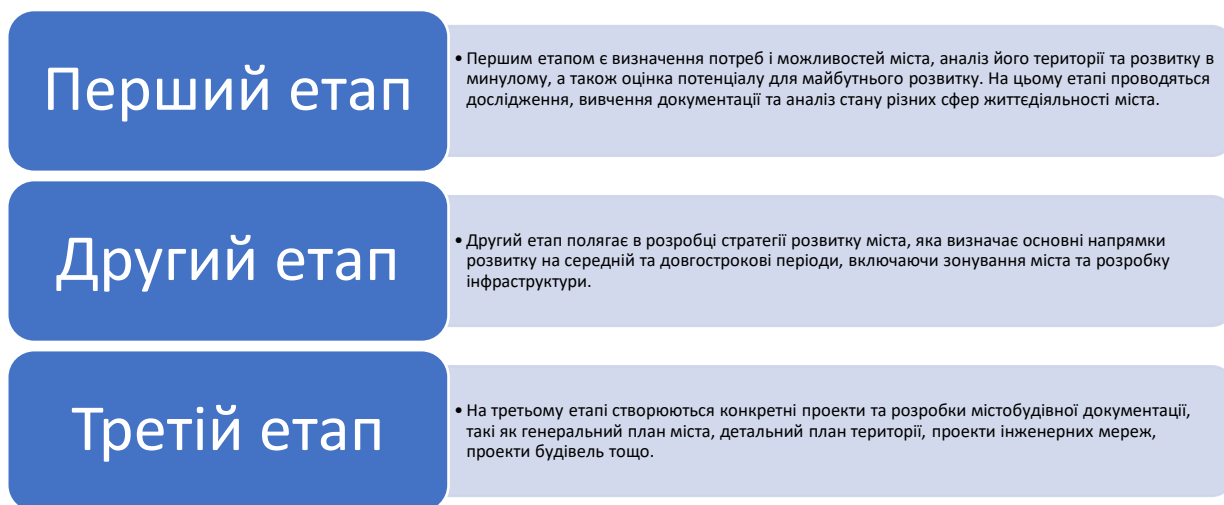 Перший етап
• Першим етапом є визначення потреб і можливостей міста, аналіз його території та розвитку в
минулому, а також оцінка потенціалу для майбутнього розвитку. На цьому етапі проводяться
дослідження, вивчення документації та аналіз стану різних сфер життєдіяльності міста.
Другий етап
• Другий етап полягає в розробці стратегії розвитку міста, яка визначає основні напрямки
розвитку на середній та довгострокові періоди, включаючи зонування міста та розробку
інфраструктури.
Третій етап
• На третьому етапі створюються конкретні проекти та розробки містобудівної документації,
такі як генеральний план міста, детальний план території, проекти інженерних мереж,
проекти будівель тощо.